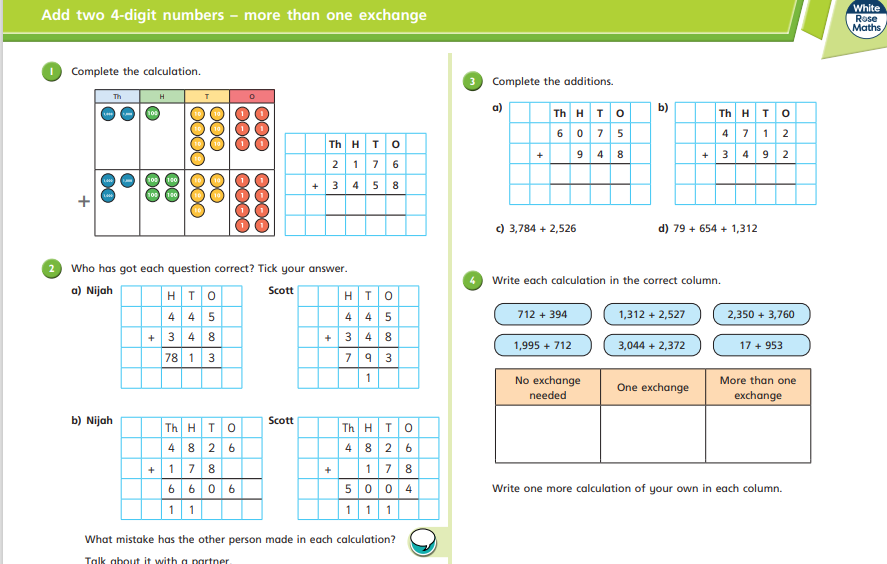 Add two 4-digit numbers – more than one exchange
White
Rose
Maths
1 Complete the calculation.
Th H T O
1,000 1,000 100 10 10 1 1
10 10 1 1
10 10 1 1
10
+
1,000 1,000 100 100 10 10 1 1
1,000 100 100 10 10 1 1
10 1 1
1 1
Th H T O
2 1 7 6
+ 3 4 5 8
2 Who has got each question correct? Tick your answer.
a) Nijah
H T O
4 4 5
+ 3 4 8
78 1 3
Scott
H T O
4 4 5
+ 3 4 8
7 9 3
1
b) Nijah
Th H T O
4 8 2 6
+ 1 7 8
6 6 0 6
1 1
Scott
Th H T O
4 8 2 6
+ 1 7 8
5 0 0 4
1 1 1
What mistake has the other person made in each calculation?
Talk about it with a partner.
3 Complete the additions.
a)
Th H T O
6 0 7 5
+ 9 4 8
b)
Th H T O
4 7 1 2
+ 3 4 9 2
c) 3,784 + 2,526
d) 79 + 654 + 1,312
4 Write each calculation in the correct column.
712 + 394 1,312 + 2,527 2,350 + 3,760
1,995 + 712 3,044 + 2,372 17 + 953
No exchange needed
One exchange
More than one exchange
Write one more calculation of your own in each column.